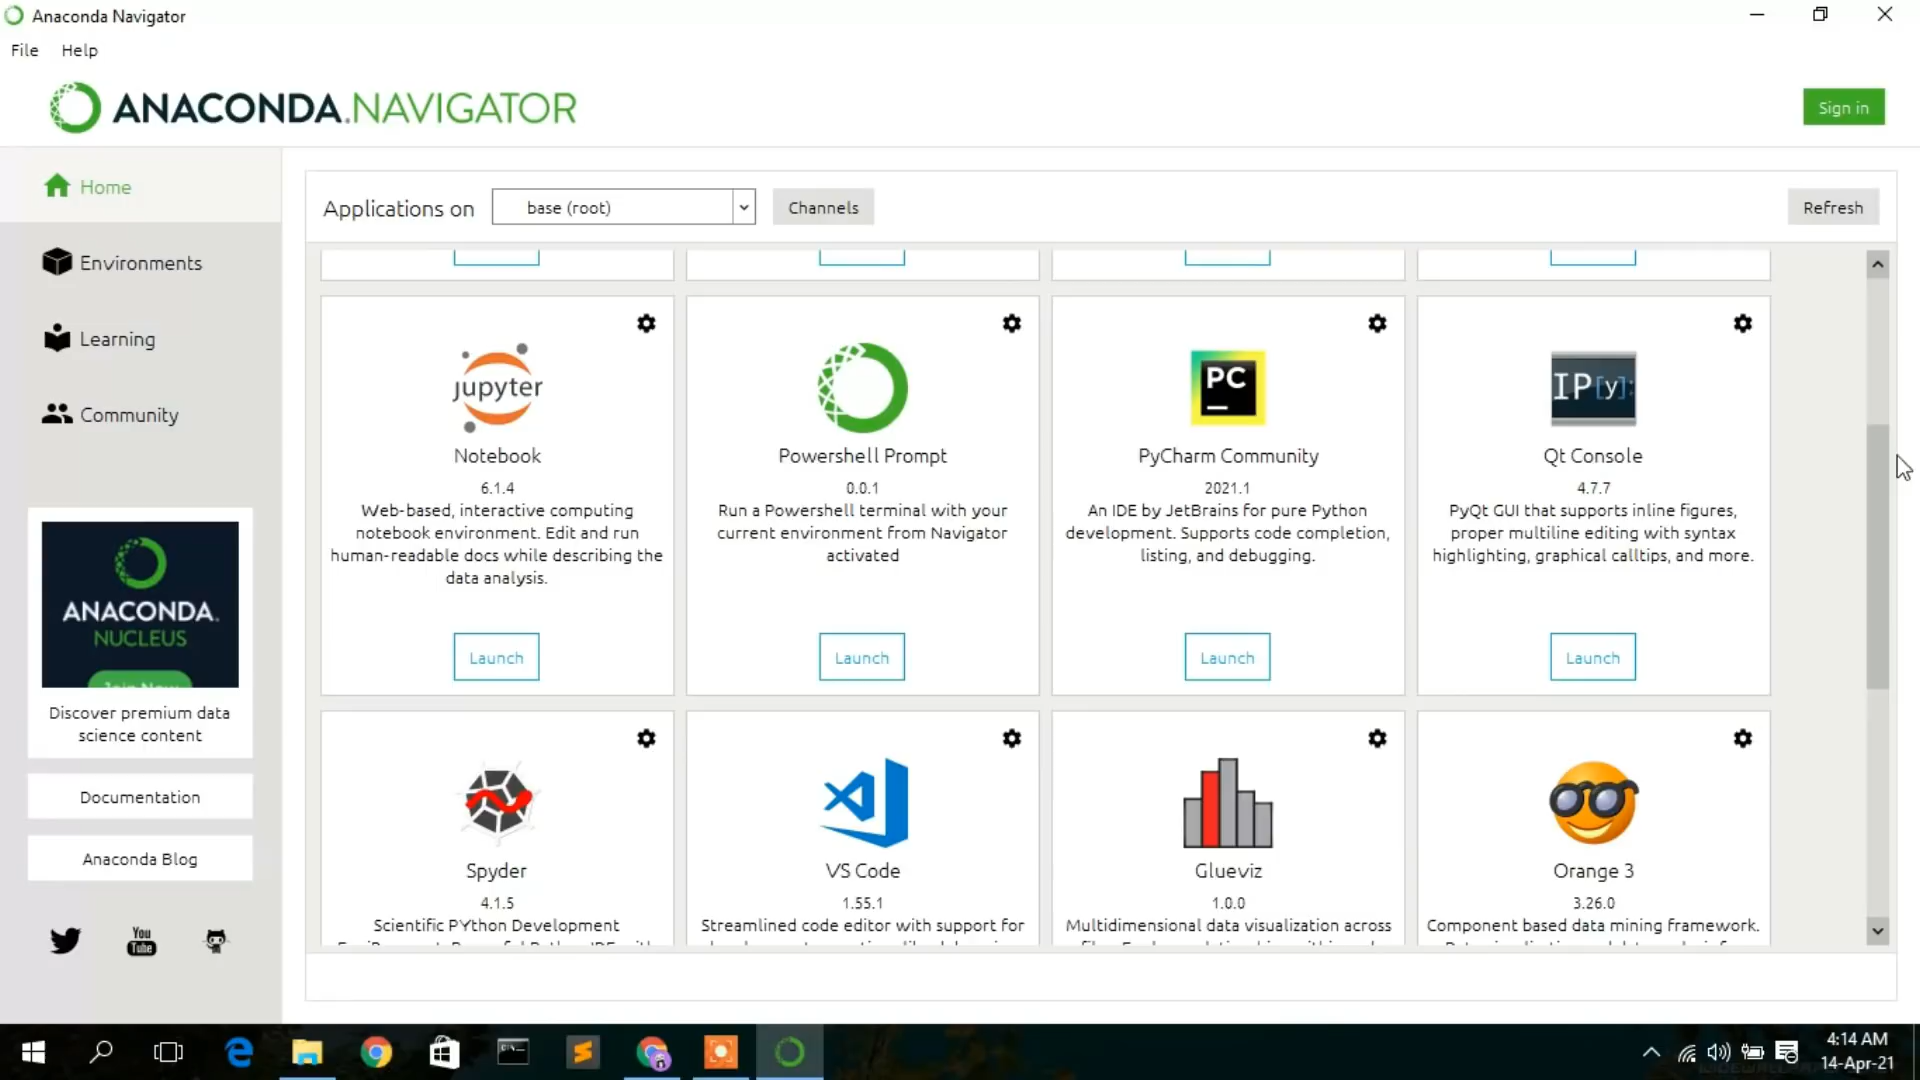 Anaconda Navigator
File Help
ANACONDA.NAVIGATOR
Sign in
Home
Environments
Learning
Community
ANACONDA.
NUCLEUS
Discover premium data
science content
Documentation
Anaconda Blog
You
Tube
Applications on base (root) Channels Refresh
jupyter
Notebook
6.1.4
Web-based, interactive computing
notebook environment. Edit and run
human-readable docs while describing the
data analysis.
Launch
Powershell Prompt
0.0.1
Run a Powershell terminal with your
current environment from Navigator
activated
Launch
PC
PyCharm Community
2021.1
An IDE by JetBrains for pure Python
development. Supports code completion,
listing, and debugging.
Launch
IP[y]:
Qt Console
4.7.7
PyQt GUI that supports inline figures,
proper multiline editing with syntax
highlighting, graphical calltips, and more.
Launch
Spyder
4.1.5
Scientific PYthon Development
VS Code
1.55.1
Streamlined code editor with support for
Glueviz
1.0.0
Multidimensional data visualization across
Orange 3
3.26.0
Component based data mining framework.
4:14 AM
14-Apr-21